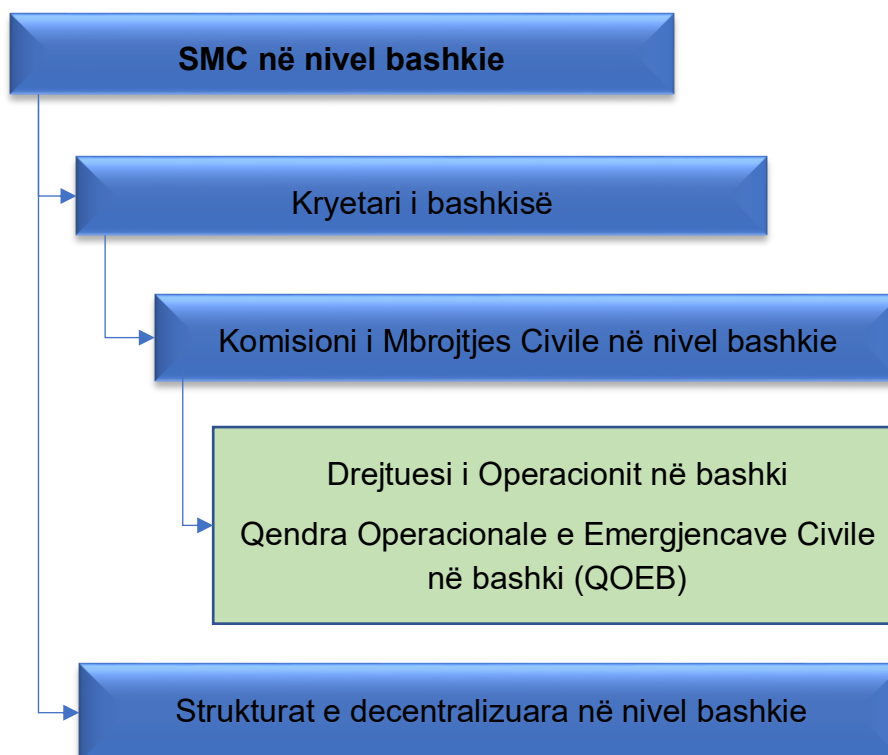 SMC në nivel bashkie
Kryetari i bashkisë
Komisioni i Mbrojtjes Civile në nivel bashkie
Drejtuesi i Operacionit në bashki
Qendra Operacionale e Emergjencave Civile
në bashki (QOEB)
Strukturat e decentralizuara në nivel bashkie